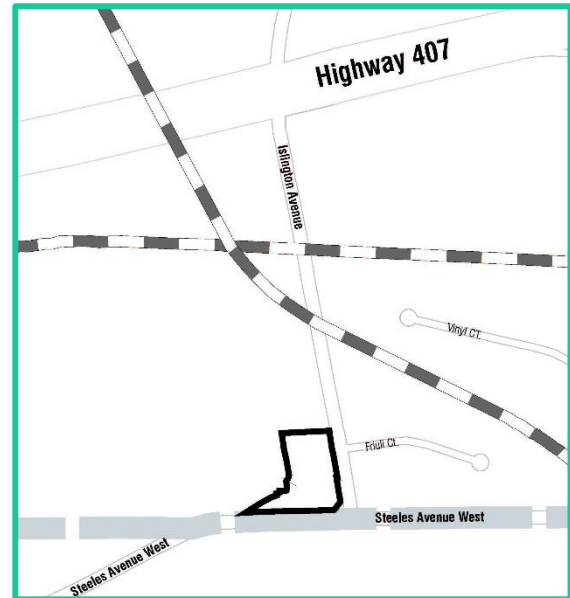 Highway 407
Islington Avenue
Vinyl CT.
Friuli Ct.
Steeles Avenue West
Steeles Avenue West